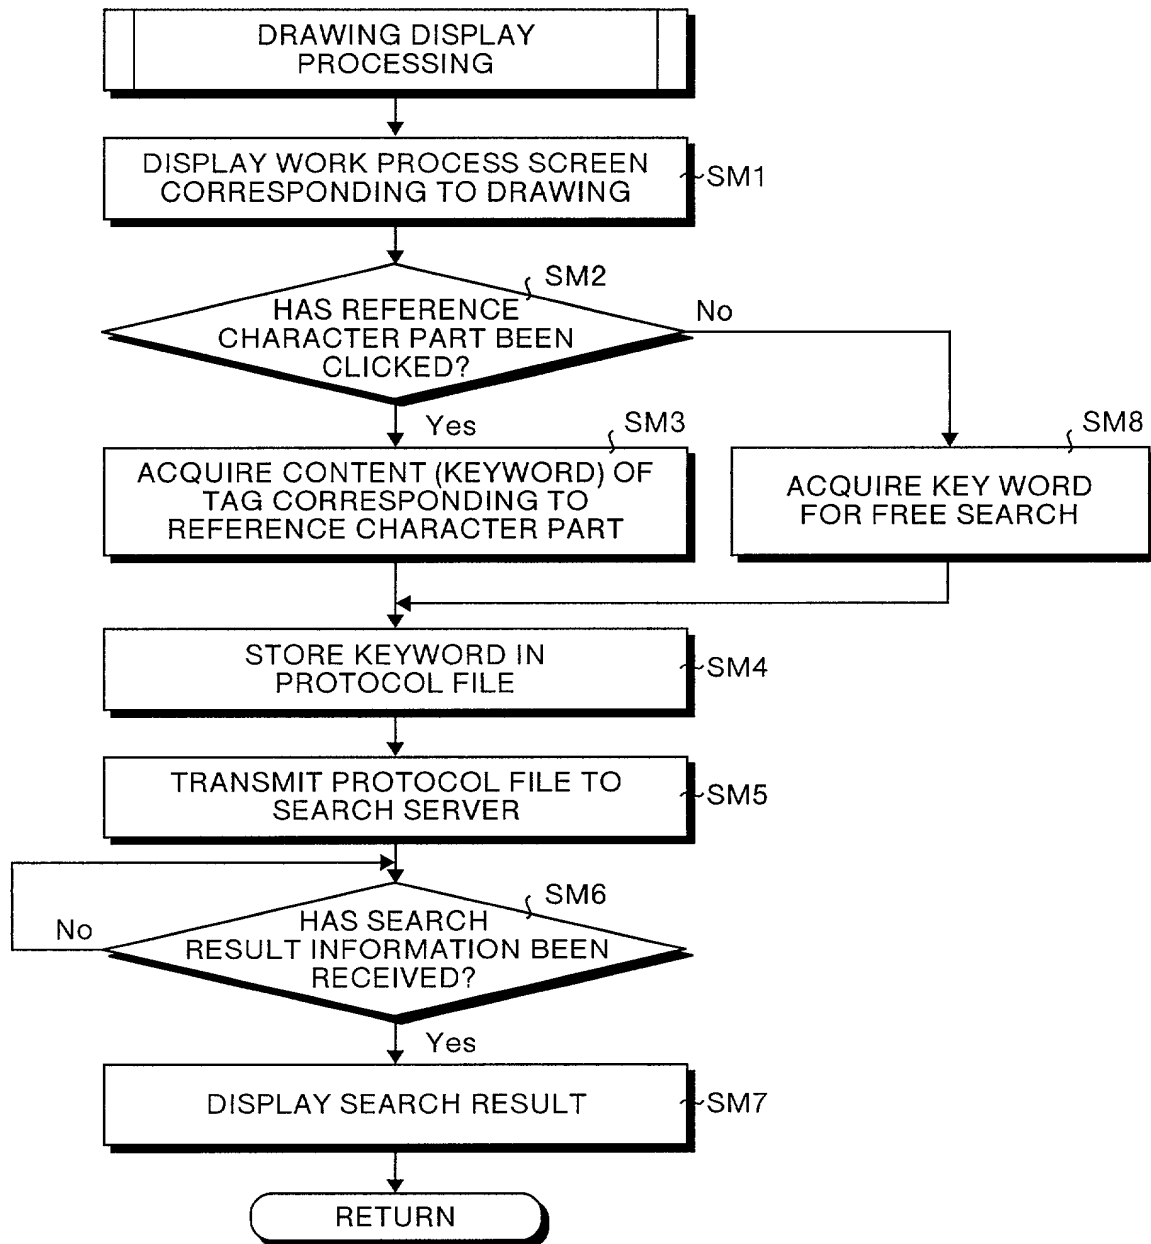 DRAWING DISPLAY
PROCESSING
DISPLAY WORK PROCESS SCREEN
CORRESPONDING TO DRAWING
SM1
SM2
HAS REFERENCE
CHARACTER PART BEEN
CLICKED?
No
Yes
SM3
ACQUIRE CONTENT (KEYWORD) OF
TAG CORRESPONDING TO
REFERENCE CHARACTER PART
SM8
ACQUIRE KEY WORD
FOR FREE SEARCH
STORE KEYWORD IN
PROTOCOL FILE
SM4
TRANSMIT PROTOCOL FILE TO
SEARCH SERVER
SM5
SM6
HAS SEARCH
RESULT INFORMATION BEEN
RECEIVED?
No
Yes
DISPLAY SEARCH RESULT
SM7
RETURN